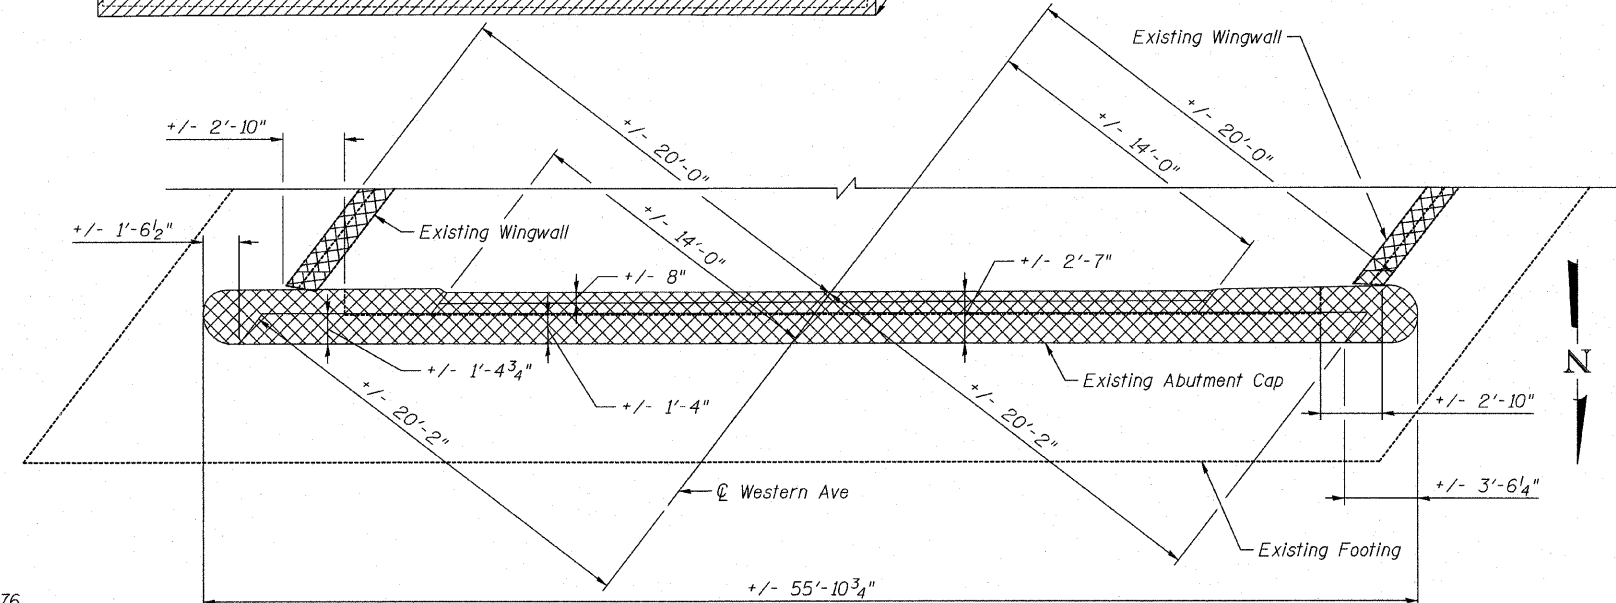 Existing Wingwall
+/- 2'-10"
+/- 20'-0"
+/- 20'-0"
+/- 14'-0"
+/- 1'-6½"
Existing Wingwall
+/- 14'-0"
+/- 8"
+/- 2'-7"
+/- 1'-4¾"
Existing Abutment Cap
N
+/- 1'-4"
+/- 20'-2"
+/- 20'-2"
+/- 2'-10"
℄ Western Ave
+/- 3'-6¼"
Existing Footing
+/- 55'-10¾"
76